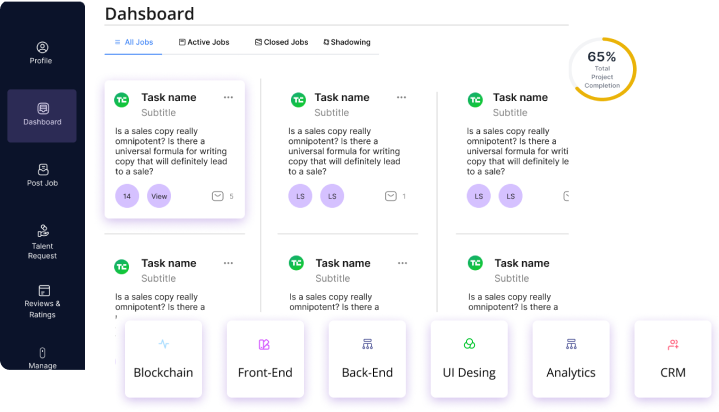 Dahsboard
All Jobs
Active Jobs
Closed Jobs
Shadowing
Profile
Dashboard
Post Job
Talent
Request
Reviews &
Ratings
Manage
65%
Total
Project
Completion
TC
Task name
Subtitle
Is a sales copy really
omnipotent? Is there a
universal formula for writing
copy that will definitely lead
to a sale?
14
View
5
TC
Task name
Subtitle
Is a sales copy really
omnipotent? Is there a
universal formula for writing
copy that will definitely lead
to a sale?
LS
LS
1
TC
Task name
Subtitle
Is a sales copy really
omnipotent? Is there a
universal formula for writi
copy that will definitely le
to a sale?
LS
LS
TC
Task name
Subtitle
Is a sales copy really
omnipotent? Is there a
TC
Task name
Subtitle
Is a sales copy really
omnipotent? Is there a
TC
Task name
Subtitle
Is a sales copy really
omnipotent? Is there a
Blockchain
Front-End
Back-End
UI Desing
Analytics
CRM